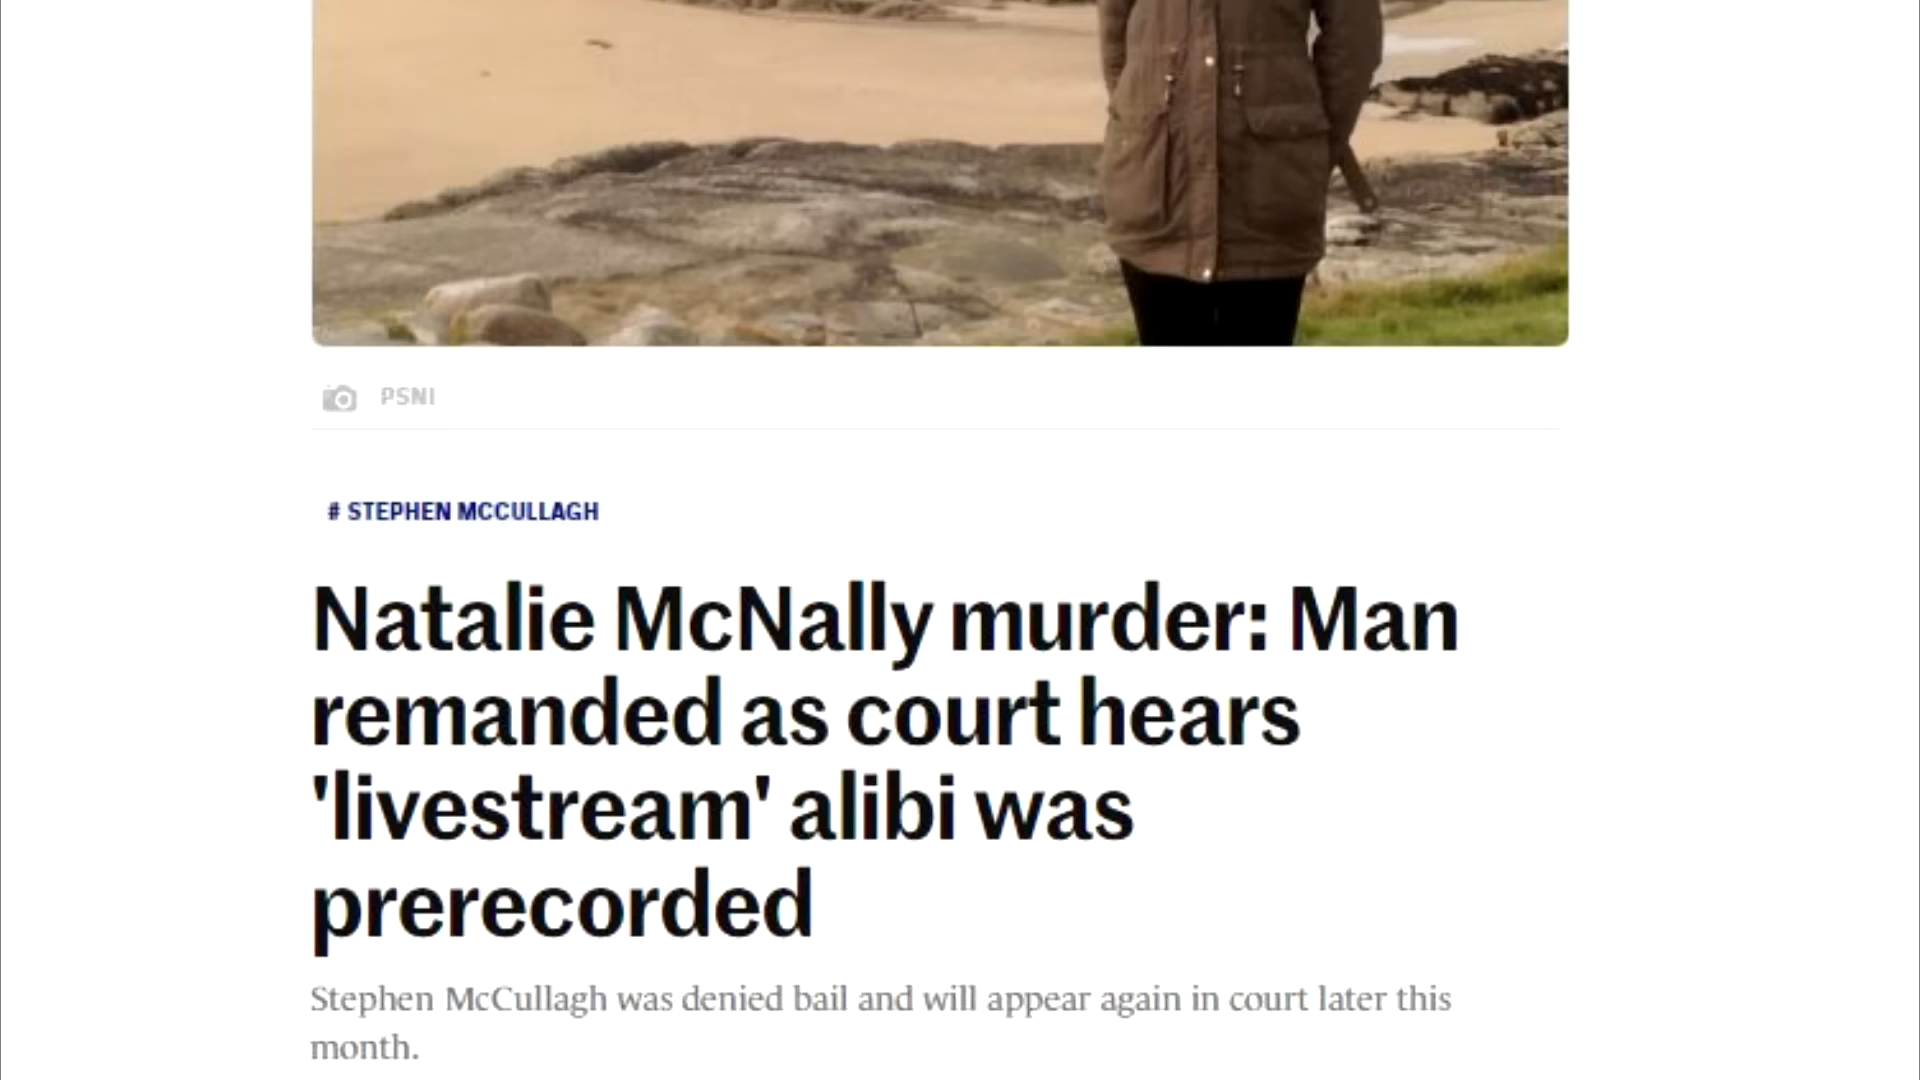 PSNI
# STEPHEN MCCULLAGH
Natalie McNally murder: Man
remanded as court hears
'livestream' alibi was
prerecorded
Stephen McCullagh was denied bail and will appear again in court later this
month.